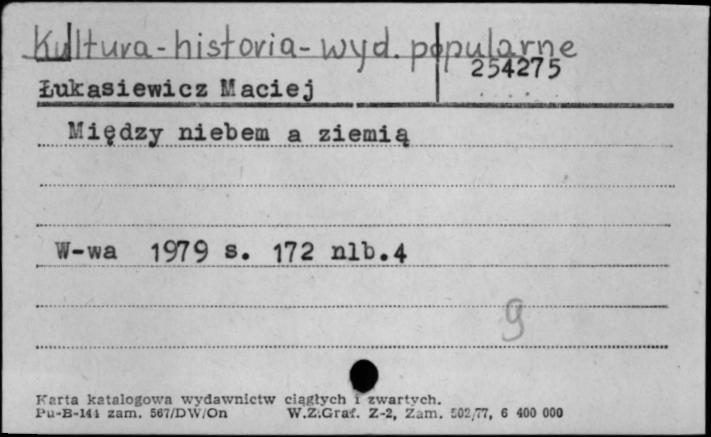 Kultura - historia - wyd. popularne
254275
Łukasiewicz Maciej
Między niebem a ziemią
W-wa 1979 s. 172 nlb.4
9
Karta katalogowa wydawnictw ciągłych i zwartych.
Pu-B-141 zam. 567/DW/On W.Z.Graf. Z-2, Zam. 502/77, 6 400 000